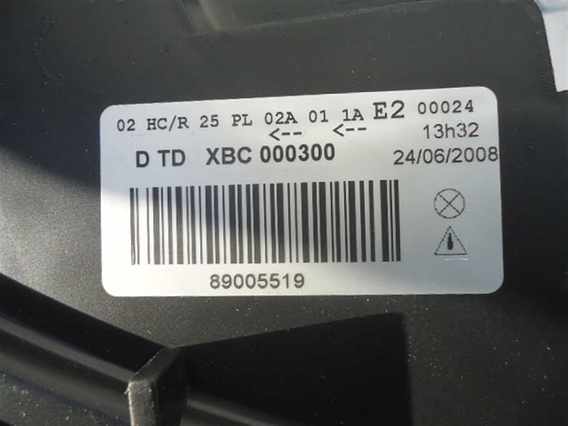 02 HC/R 25 PL 02A 01 1A E2 00024
<-- <-- 13h32
D TD XBC 000300 24/06/2008
89005519